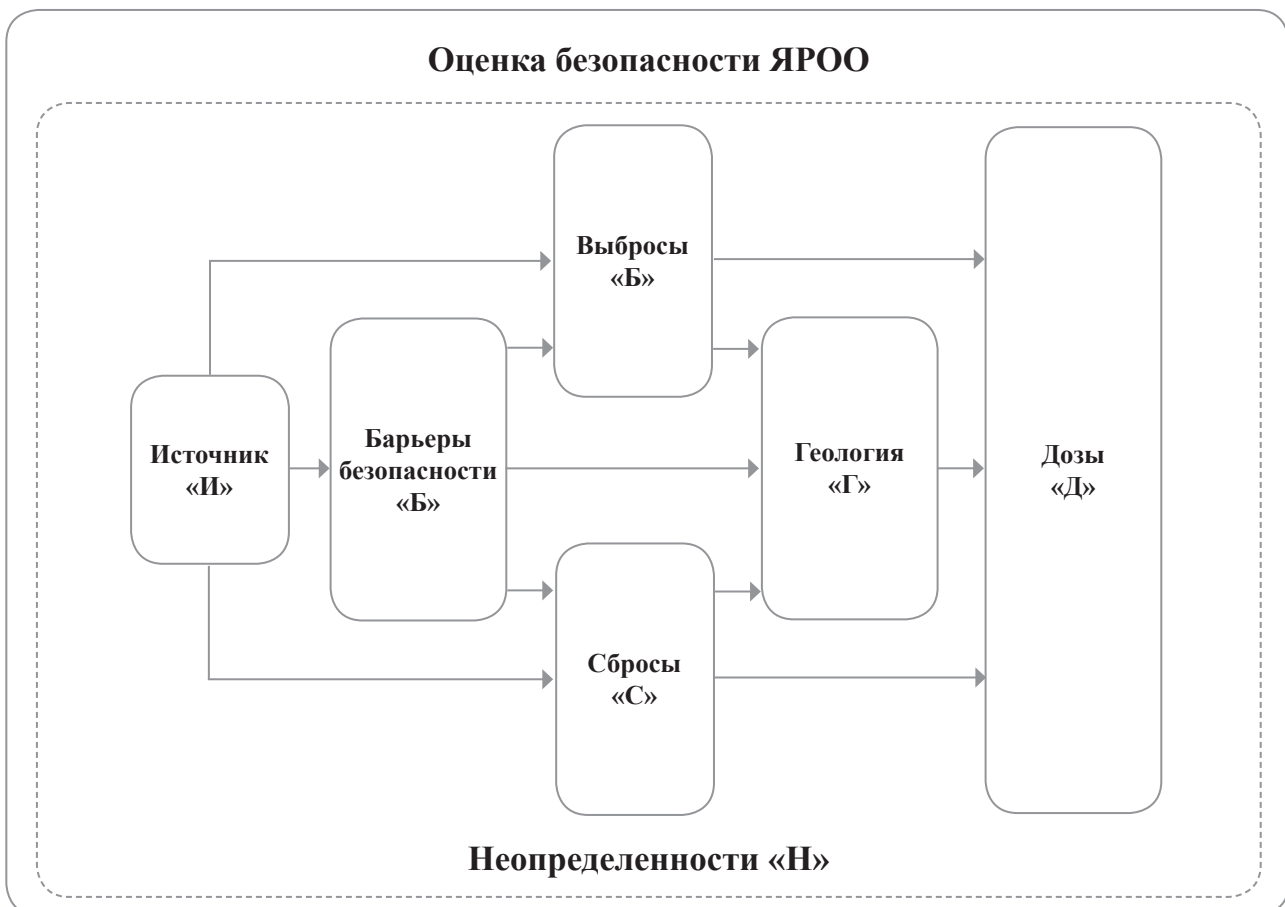 Оценка безопасности ЯРОО
Выбросы
«Б»
Источник
«И»
Барьеры
безопасности
«Б»
Геология
«Г»
Дозы
«Д»
Сбросы
«С»
Неопределенности «Н»